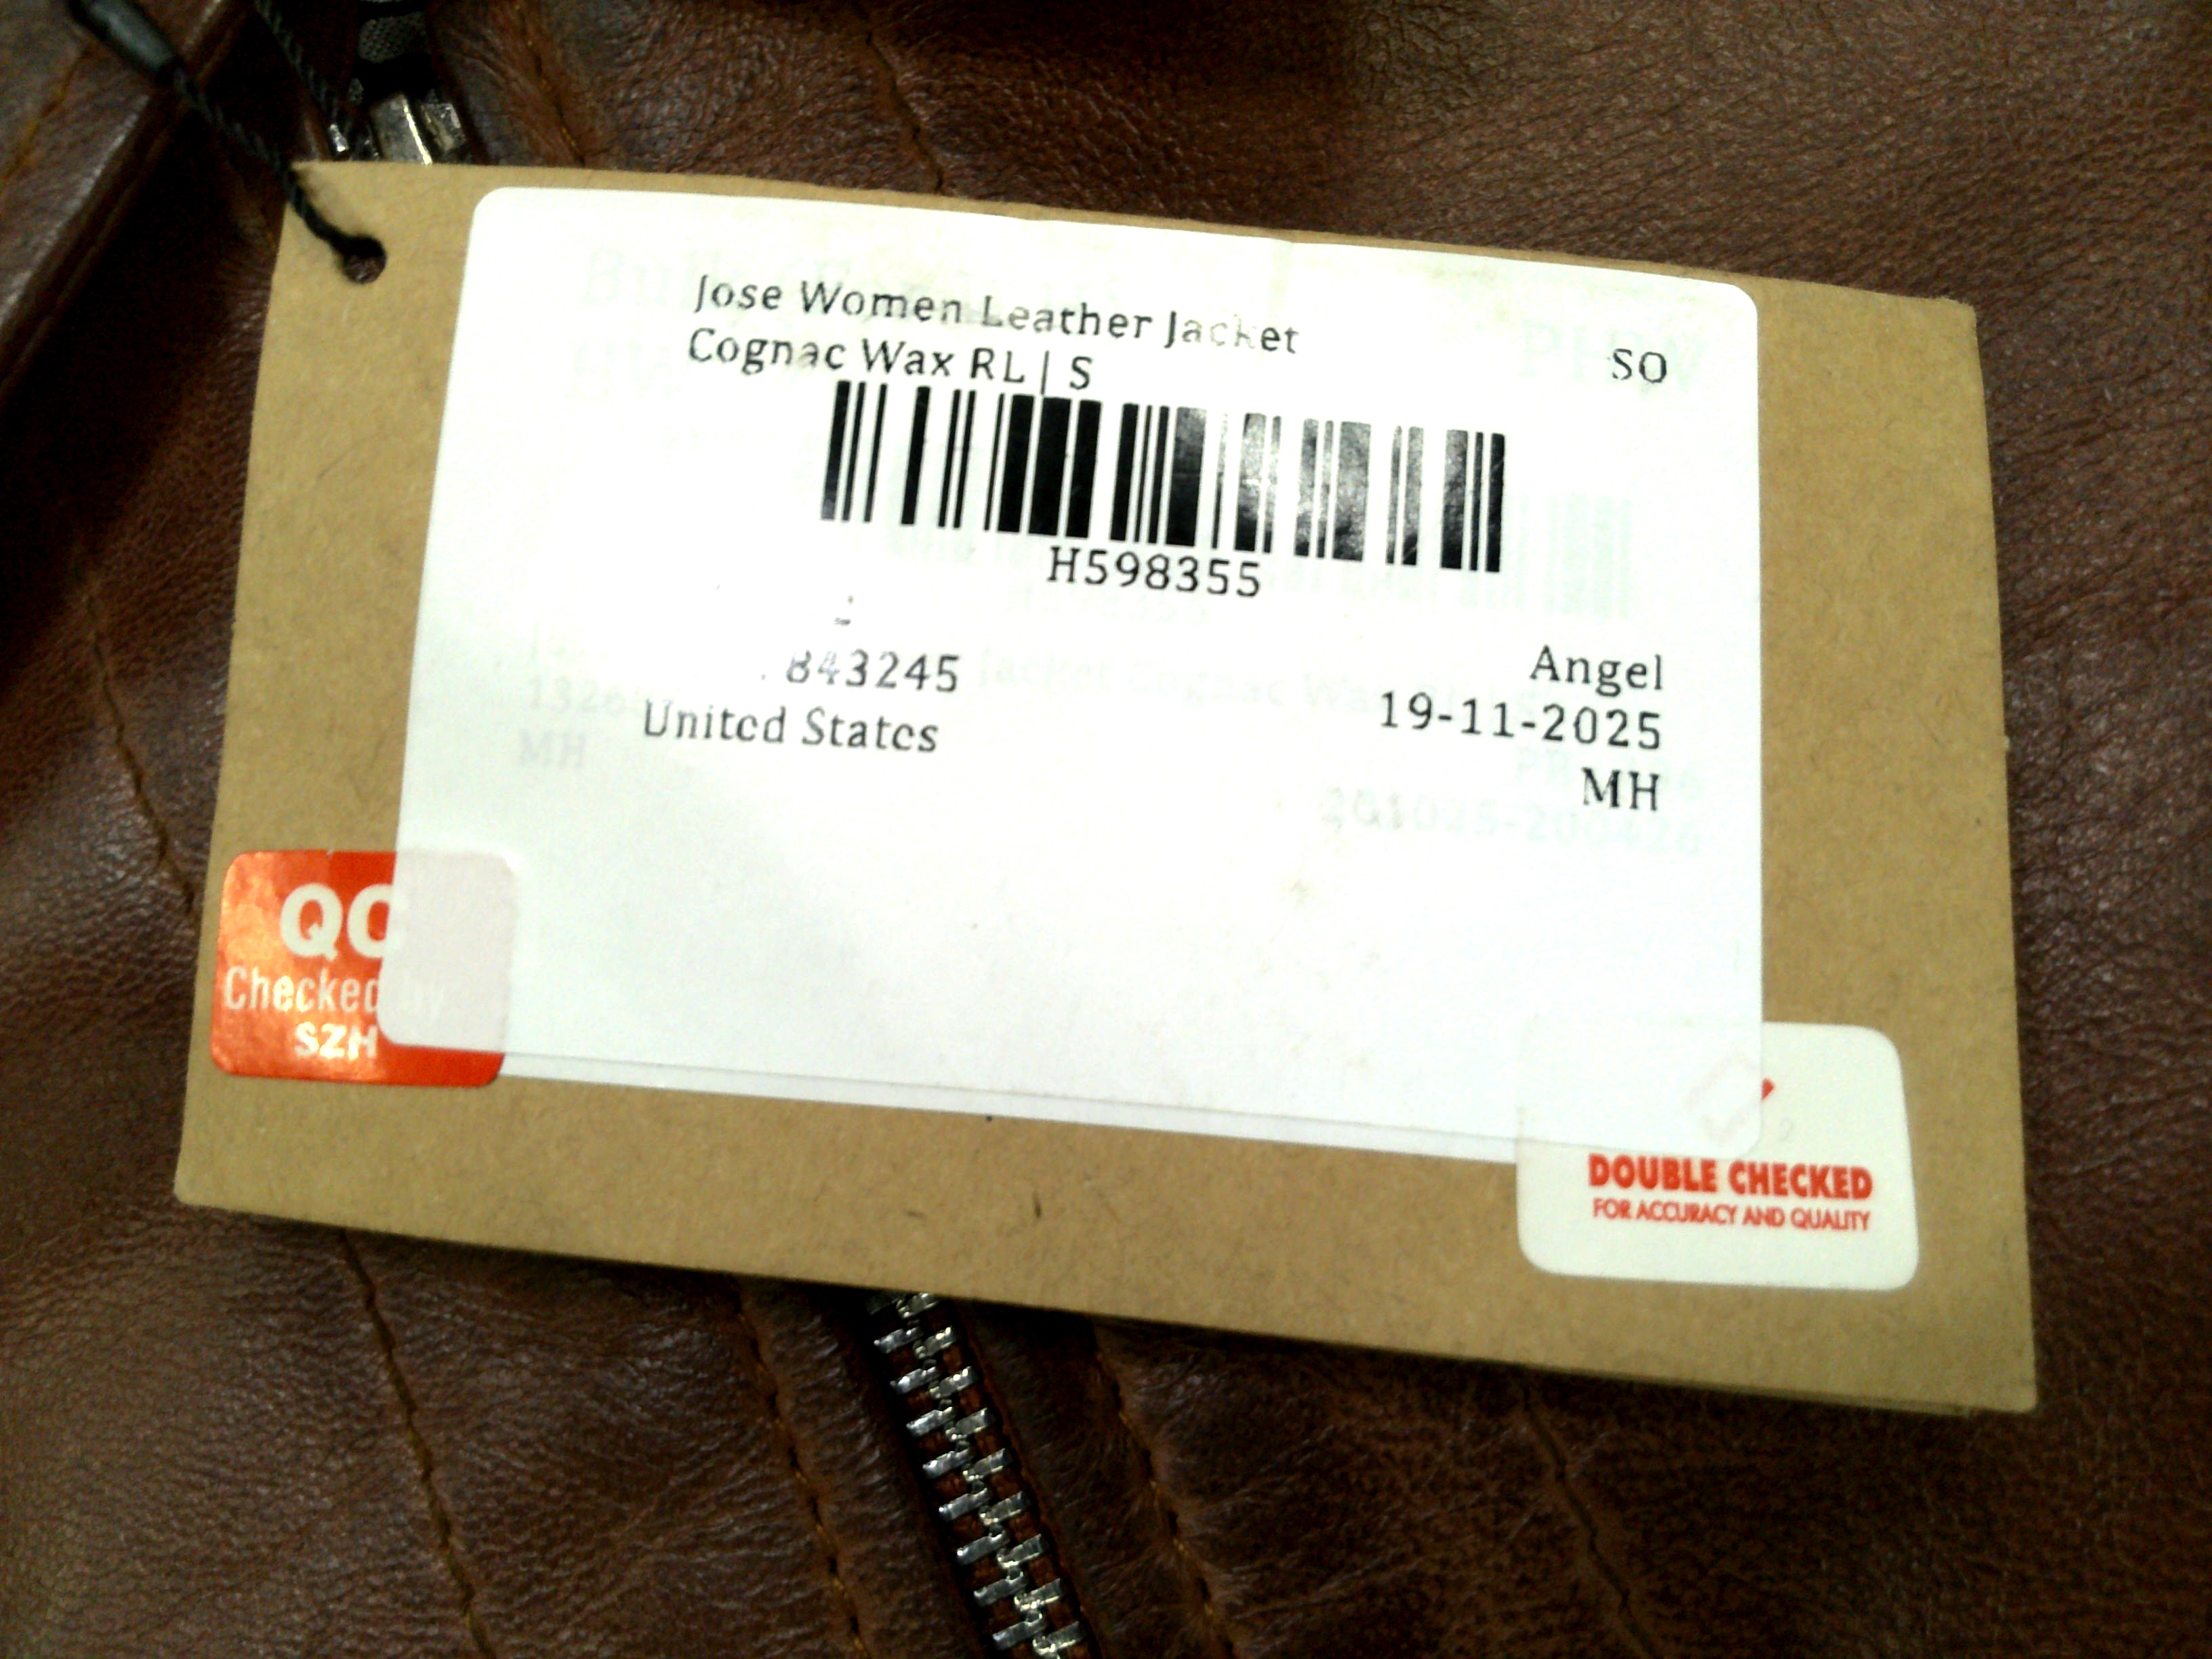 Jose Women Leather Jacket
Cognac Wax RL | S
SO
H598355
843245
United States
Angel
19-11-2025
MH
QC
Checked by
SZH
DOUBLE CHECKED
FOR ACCURACY AND QUALITY